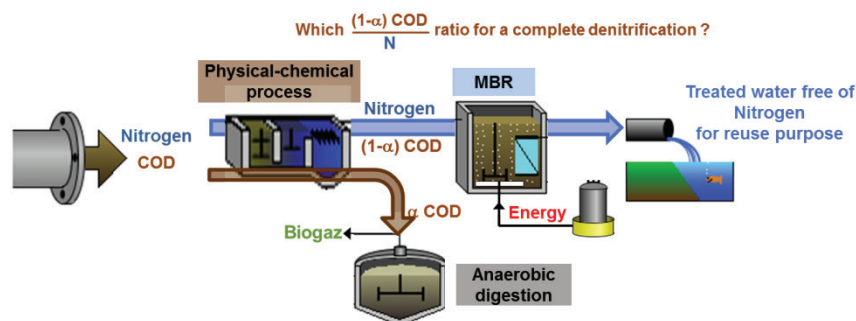 Which (1-α) COD / N ratio for a complete denitrification ?
Physical-chemical
process
MBR
Nitrogen
COD
Nitrogen
(1-α) COD
Treated water free of
Nitrogen
for reuse purpose
α COD
Energy
Biogaz
Anaerobic
digestion